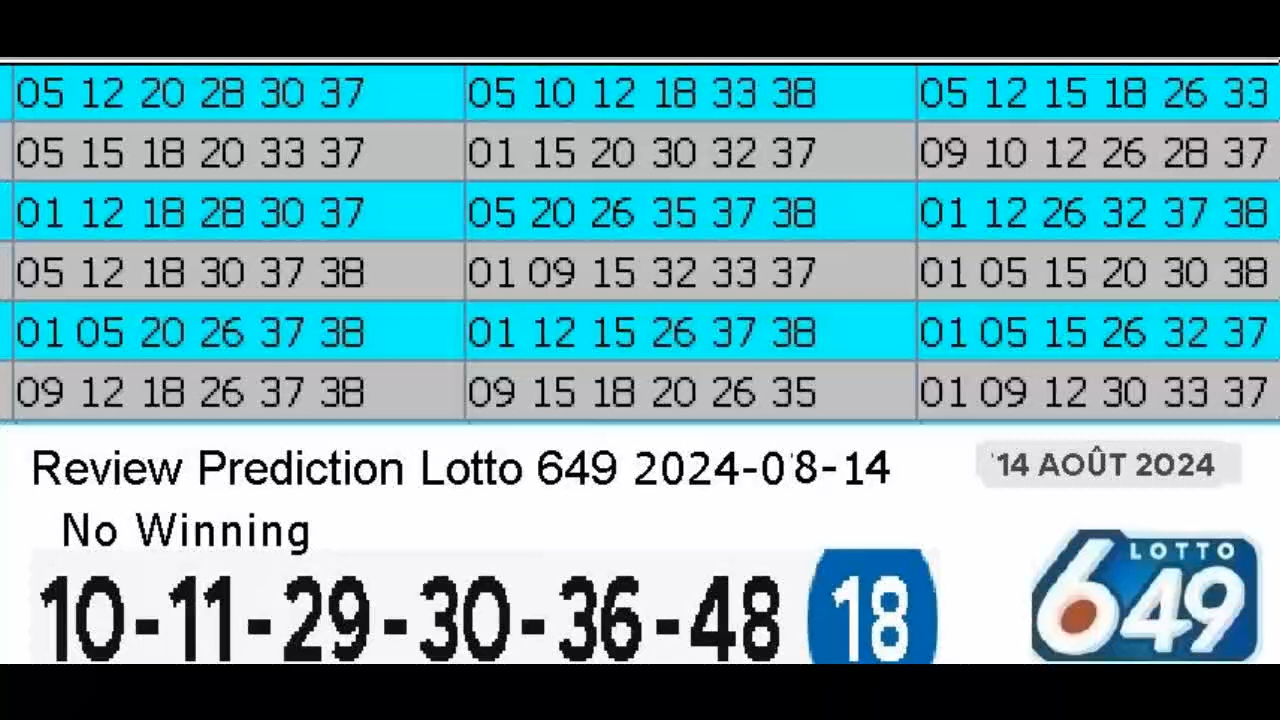 05 12 20 28 30 37 05 10 12 18 33 38 05 12 15 18 26 33
05 15 18 20 33 37 01 15 20 30 32 37 09 10 12 26 28 37
01 12 18 28 30 37 05 20 26 35 37 38 01 12 26 32 37 38
05 12 18 30 37 38 01 09 15 32 33 37 01 05 15 20 30 38
01 05 20 26 37 38 01 12 15 26 37 38 01 05 15 26 32 37
09 12 18 26 37 38 09 15 18 20 26 35 01 09 12 30 33 37
Review Prediction Lotto 649 2024-08-14
14 AOÛT 2024
No Winning
10-11-29-30-36-48 18
LOTTO
649